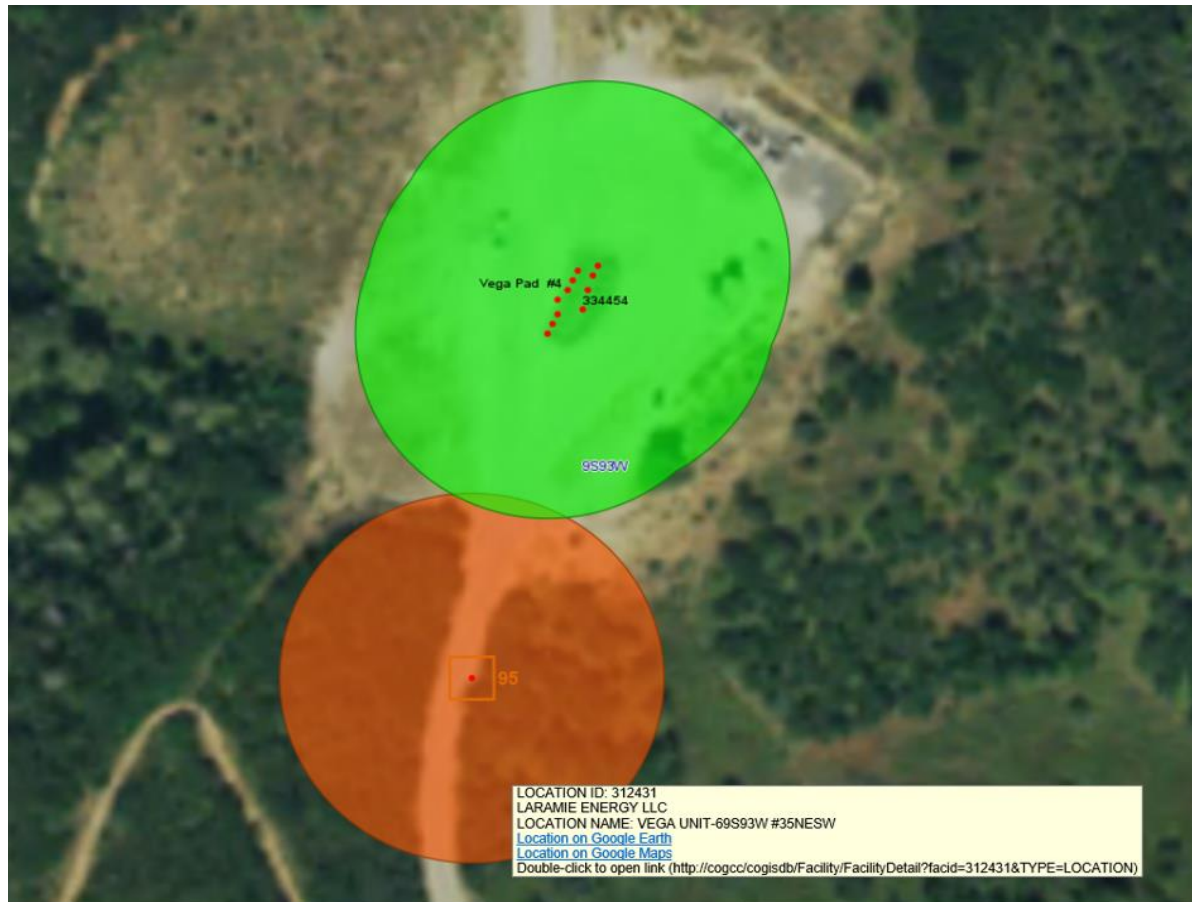 Vega Pad #4
334454
9S93W
95
LOCATION ID: 312431
LARAMIE ENERGY LLC
LOCATION NAME: VEGA UNIT-69S93W #35NESW
Location on Google Earth
Location on Google Maps
Double-click to open link (http://cogcc/cogisdb/Facility/FacilityDetail?facid=312431&TYPE=LOCATION)